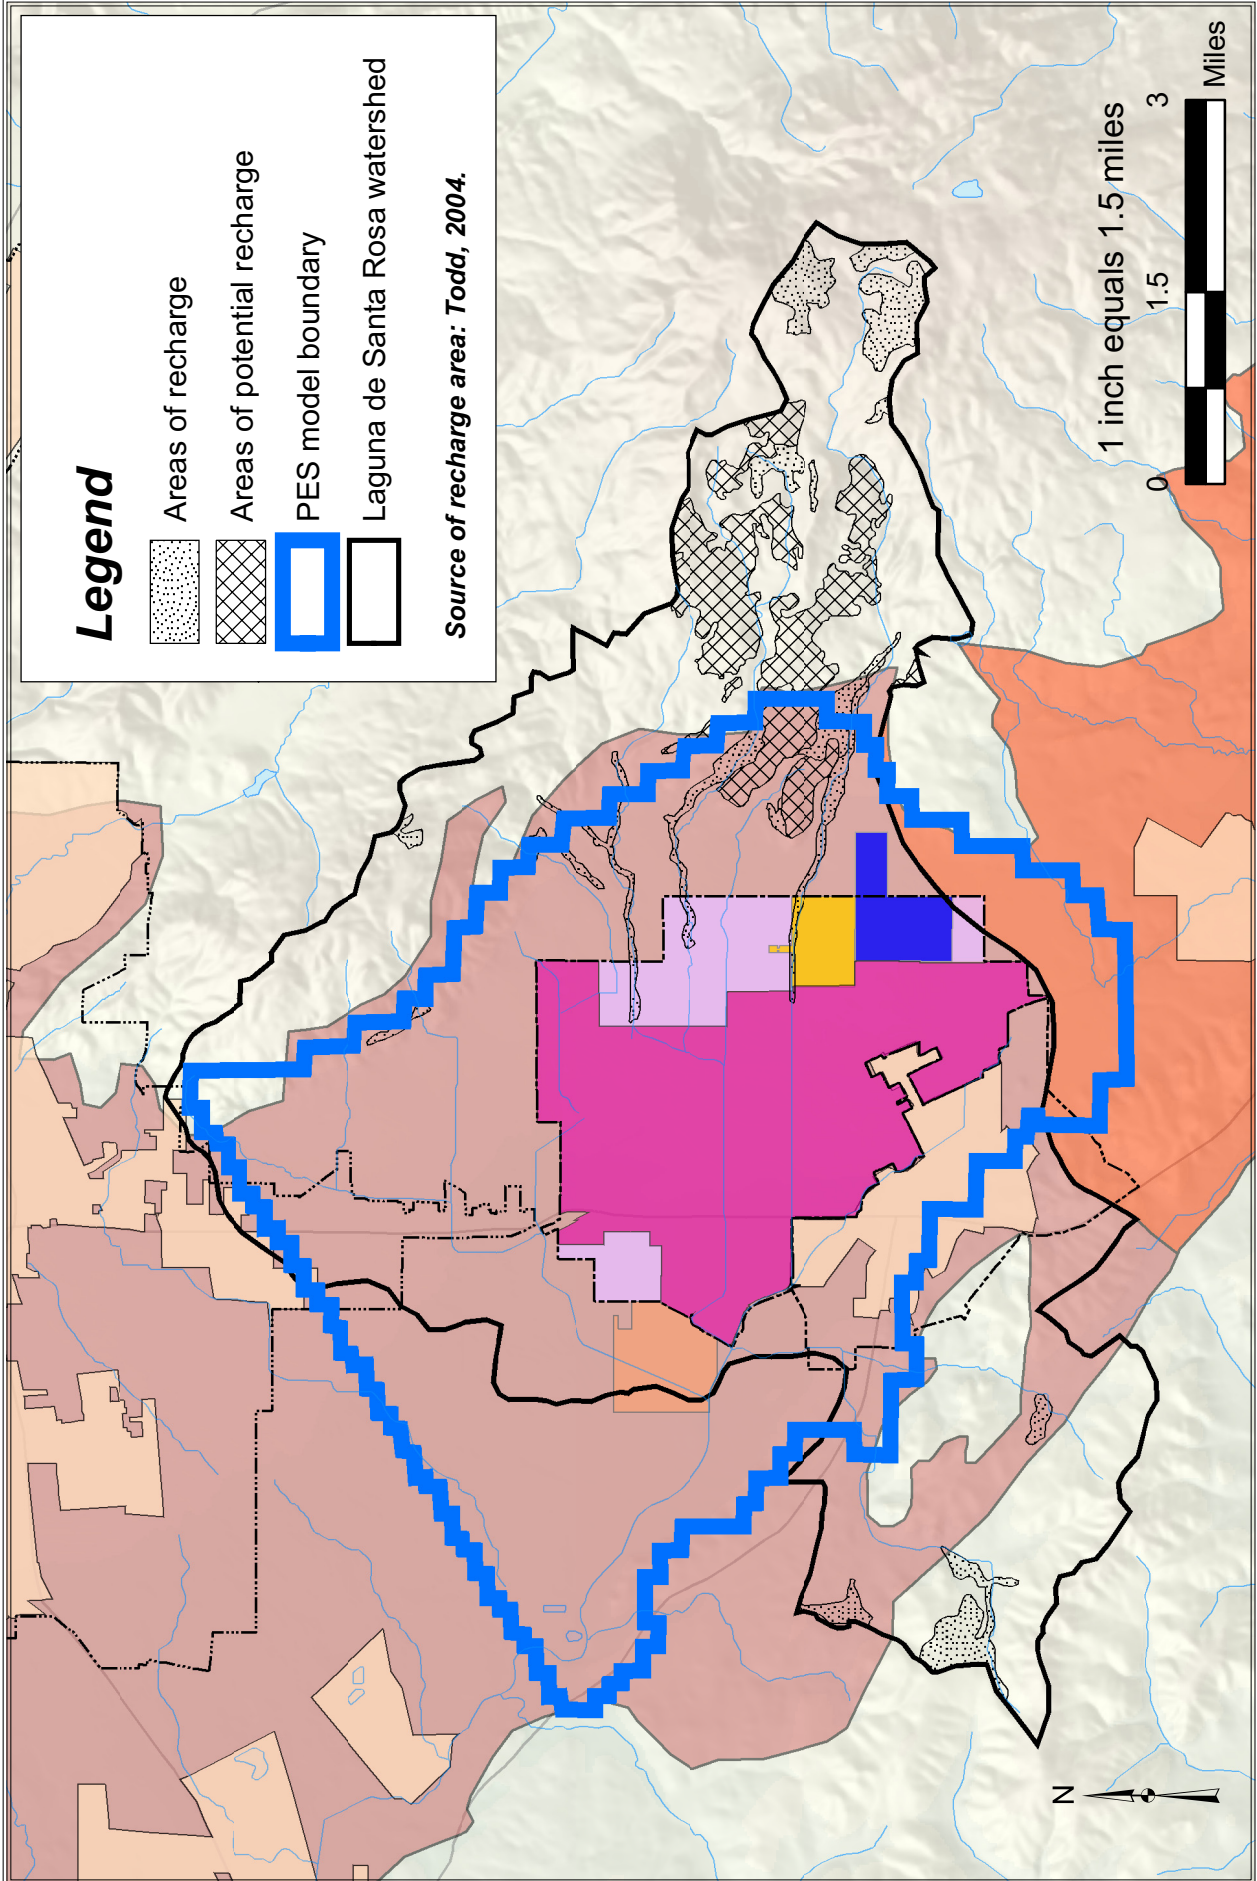 Legend
Areas of recharge
Areas of potential recharge
PES model boundary
Laguna de Santa Rosa watershed
Source of recharge area: Todd, 2004.
1 inch equals 1.5 miles
0 1.5 3
Miles
N